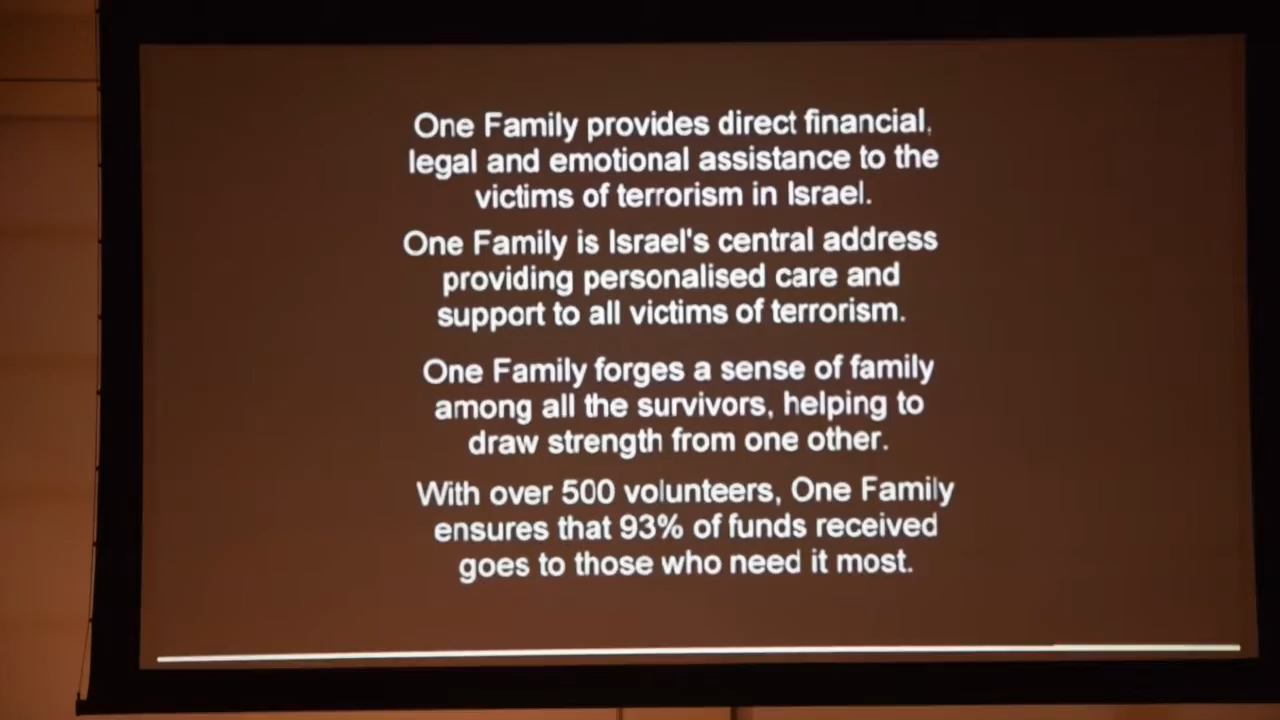 One Family provides direct financial,
legal and emotional assistance to the
victims of terrorism in Israel.
One Family is Israel's central address
providing personalised care and
support to all victims of terrorism.
One Family forges a sense of family
among all the survivors, helping to
draw strength from one other.
With over 500 volunteers, One Family
ensures that 93% of funds received
goes to those who need it most.